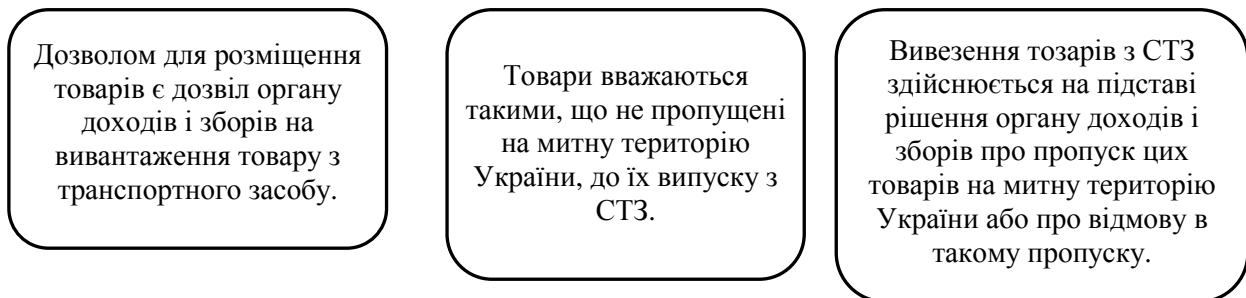 Дозволом для розміщення
товарів є дозвіл органу
доходів і зборів на
вивантаження товару з
транспортного засобу.
Товари вважаються
такими, що не пропущені
на митну територію
України, до їх випуску з
СТЗ.
Вивезення тозарів з СТЗ
здійснюється на підставі
рішення органу доходів і
зборів про пропуск цих
товарів на митну територію
України або про відмову в
такому пропуску.